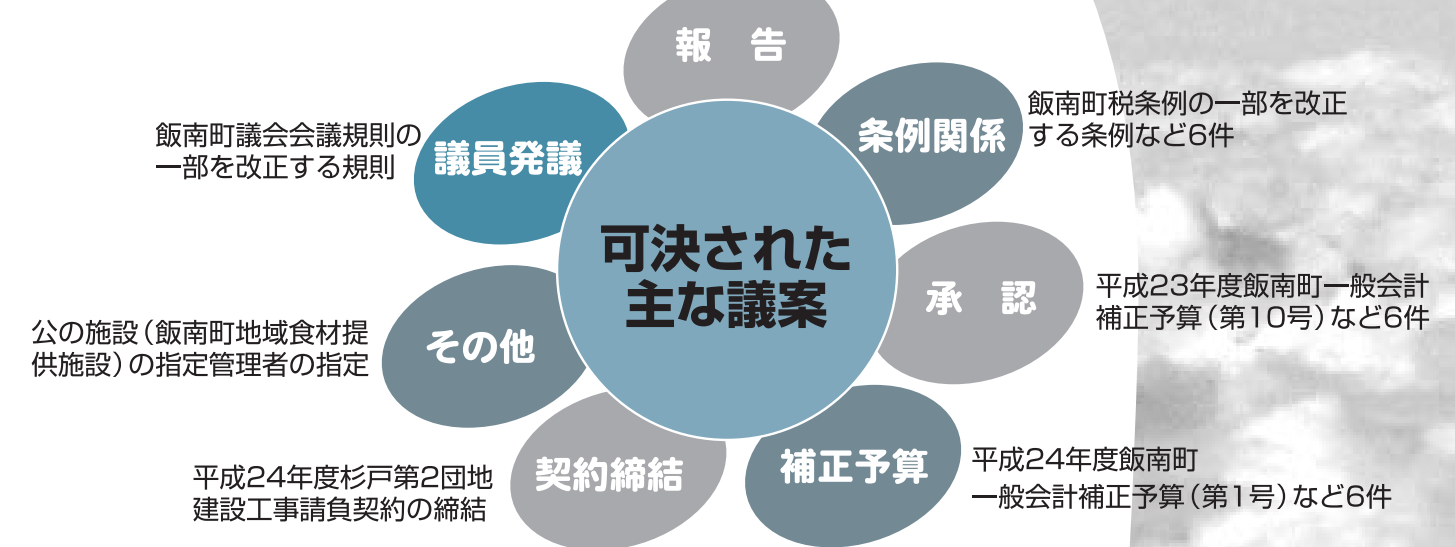 可決された
主な議案
報 告
条例関係
飯南町税条例の一部を改正
する条例など6件
承 認
平成23年度飯南町一般会計
補正予算(第10号)など6件
補正予算
平成24年度飯南町
一般会計補正予算(第1号)など6件
契約締結
平成24年度杉戸第2団地
建設工事請負契約の締結
その他
公の施設(飯南町地域食材提
供施設)の指定管理者の指定
議員発議
飯南町議会会議規則の
一部を改正する規則